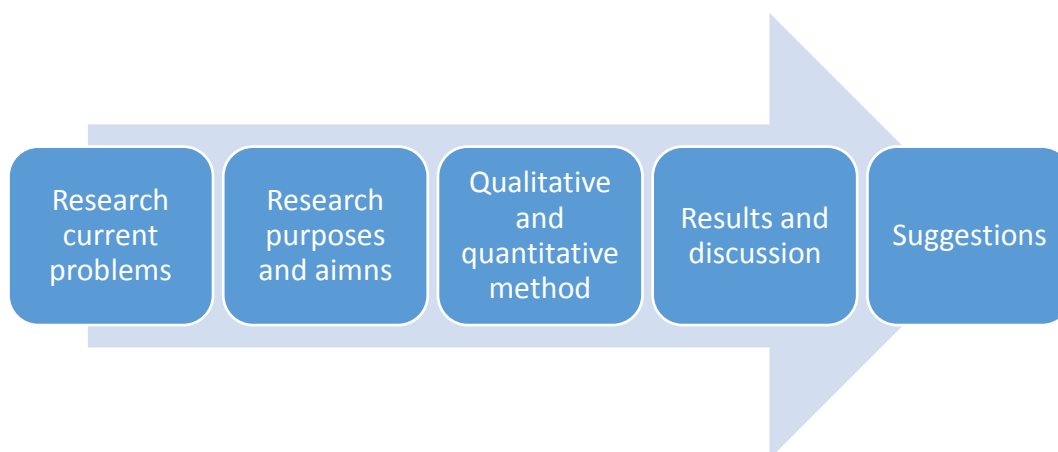 Research
current
problems
Research
purposes
and aimns
Qualitative
and
quantitative
method
Results and
discussion
Suggestions